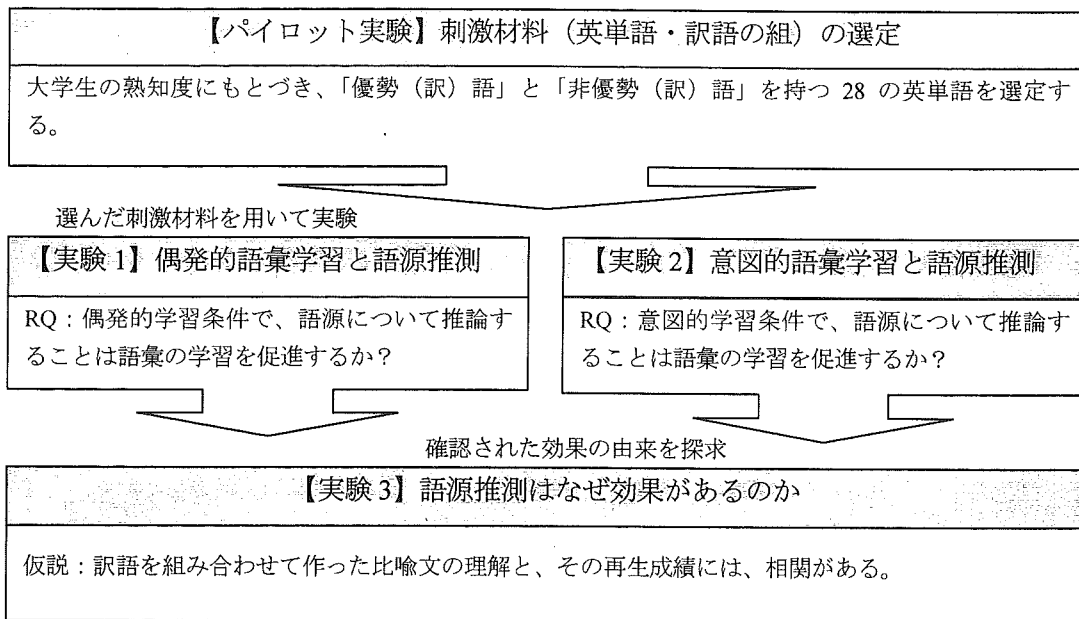 【パイロット実験】刺激材料（英単語・訳語の組）の選定
大学生の熟知度にもとづき、「優勢（訳）語」と「非優勢（訳）語」を持つ 28 の英単語を選定す
る。
選んだ刺激材料を用いて実験
【実験 1】偶発的語彙学習と語源推測
RQ：偶発的学習条件で、語源について推論す
ることは語彙の学習を促進するか？
【実験 2】意図的語彙学習と語源推測
RQ：意図的学習条件で、語源について推論す
ることは語彙の学習を促進するか？
確認された効果の由来を探求
【実験 3】語源推測はなぜ効果があるのか
仮説：訳語を組み合わせて作った比喩文の理解と、その再生成績には、相関がある。